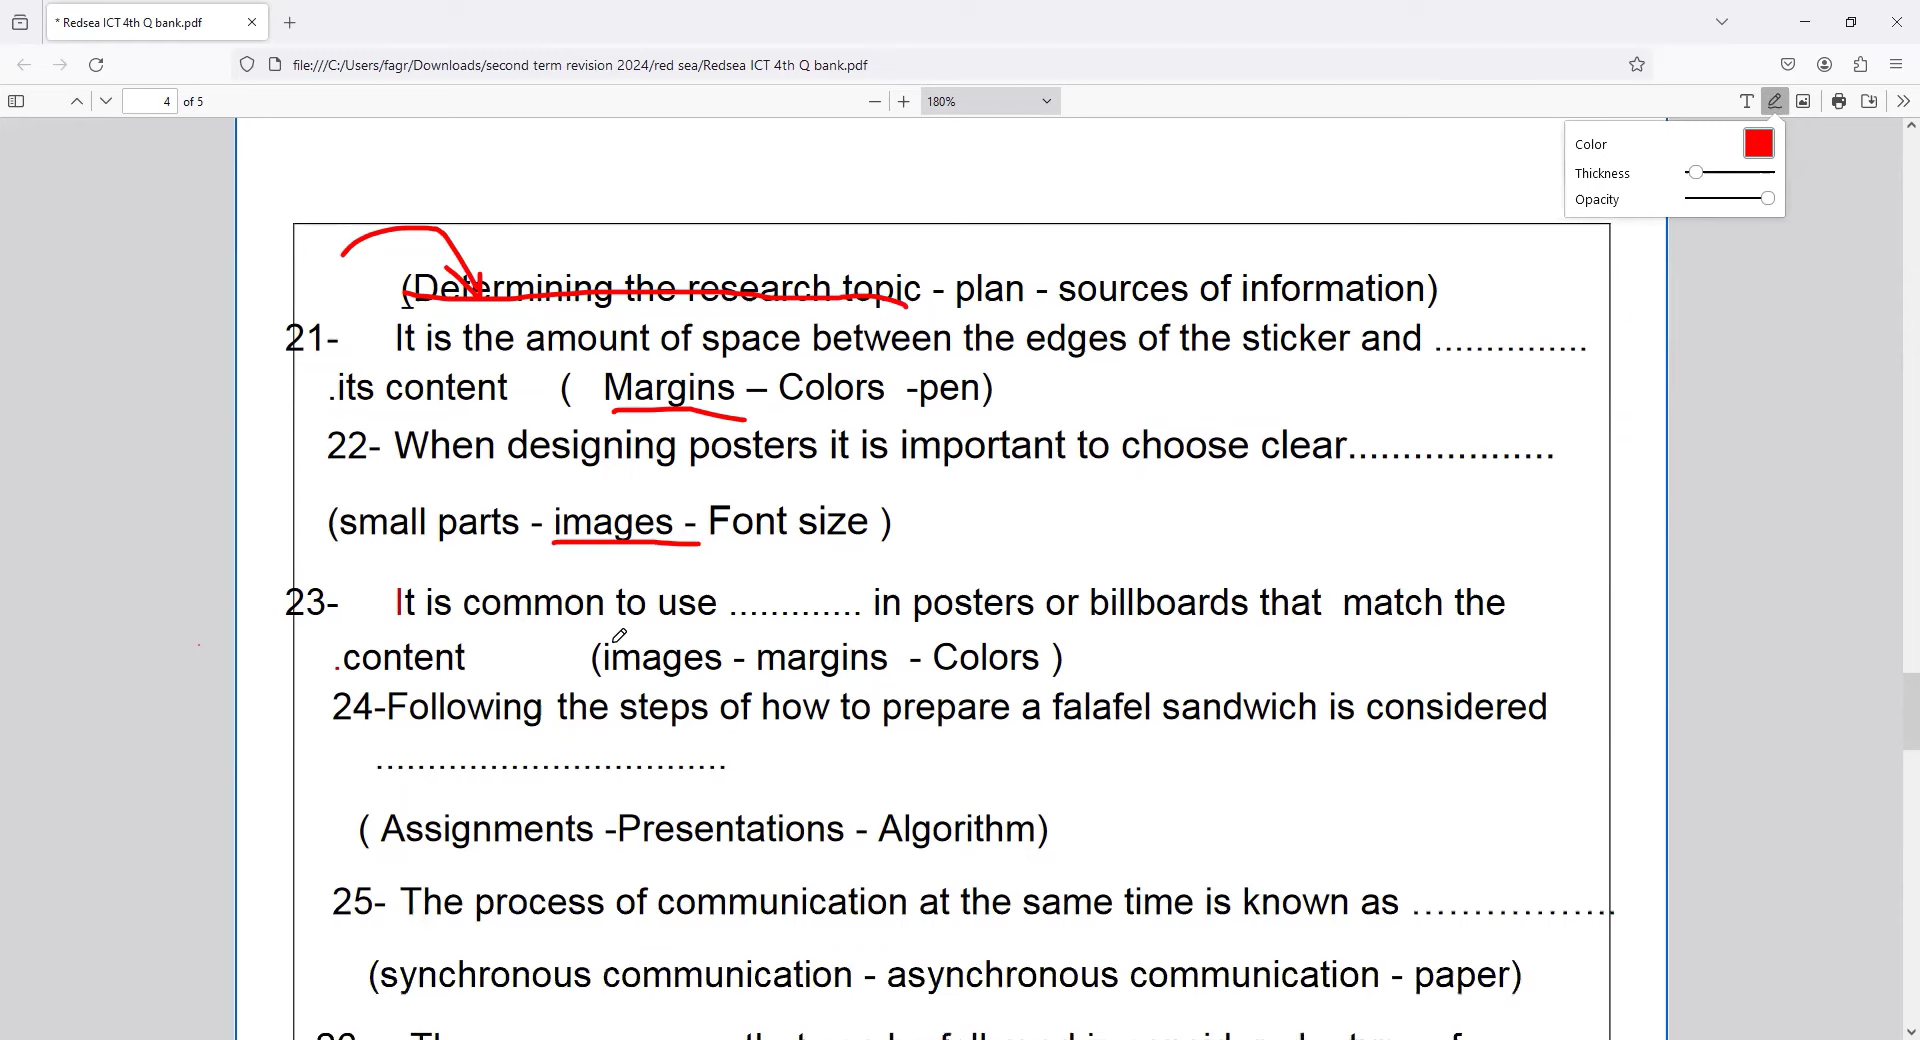 * Redsea ICT 4th Q bank.pdf
file:///C:/Users/fagr/Downloads/second term revision 2024/red sea/Redsea ICT 4th Q bank.pdf
4 of 5
180%
Color
Thickness
Opacity
(Determining the research topic - plan - sources of information)
21- It is the amount of space between the edges of the sticker and ...............
.its content ( Margins – Colors -pen)
22- When designing posters it is important to choose clear...................
(small parts - images - Font size )
23- It is common to use ............. in posters or billboards that match the
.content (images - margins - Colors )
24-Following the steps of how to prepare a falafel sandwich is considered
..................................
( Assignments -Presentations - Algorithm)
25- The process of communication at the same time is known as ……………….
(synchronous communication - asynchronous communication - paper)